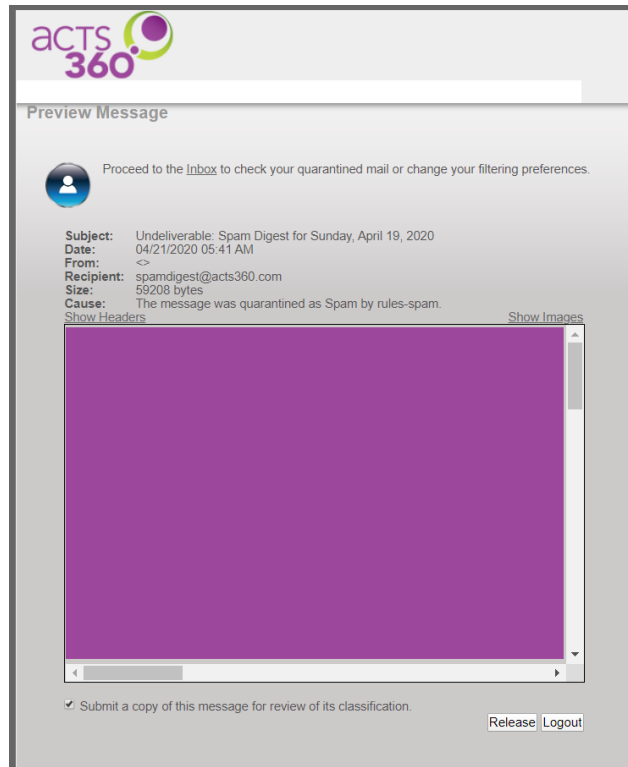 acts
360
Preview Message
Proceed to the Inbox to check your quarantined mail or change your filtering preferences.
Subject: Undeliverable: Spam Digest for Sunday, April 19, 2020
Date: 04/21/2020 05:41 AM
From: <>
Recipient: spamdigest@acts360.com
Size: 59208 bytes
Cause: The message was quarantined as Spam by rules-spam.
Show Headers Show Images
Submit a copy of this message for review of its classification.
Release Logout